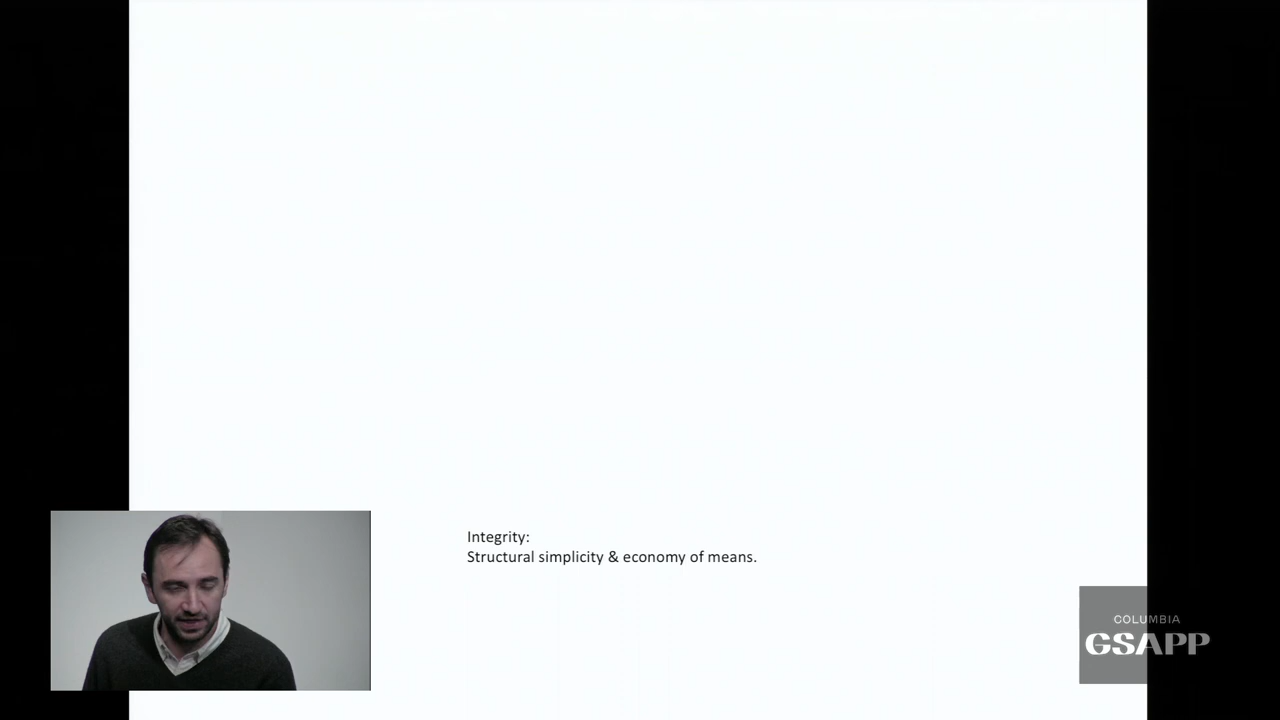 Integrity:
Structural simplicity & economy of means.
COLUMBIA
GSAPP